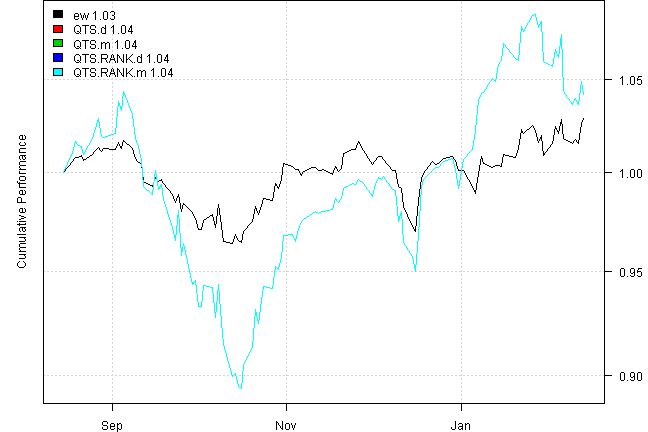 ew 1.03
QTS.d 1.04
QTS.m 1.04
QTS.RANK.d 1.04
QTS.RANK.m 1.04
Cumulative Performance
1.05
1.00
0.95
0.90
Sep
Nov
Jan